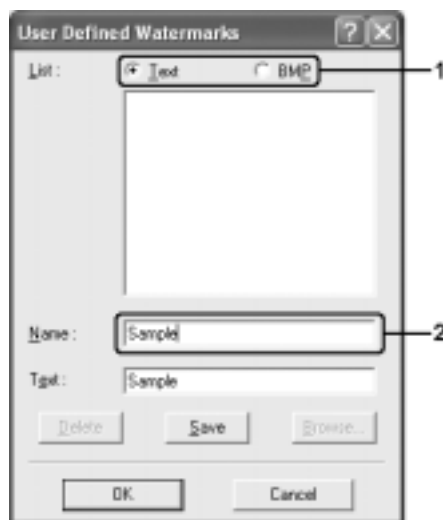 User Defined Watermarks
List : Text BMP 1
Name : Sample 2
Text : Sample
Delete Save Browse...
OK Cancel